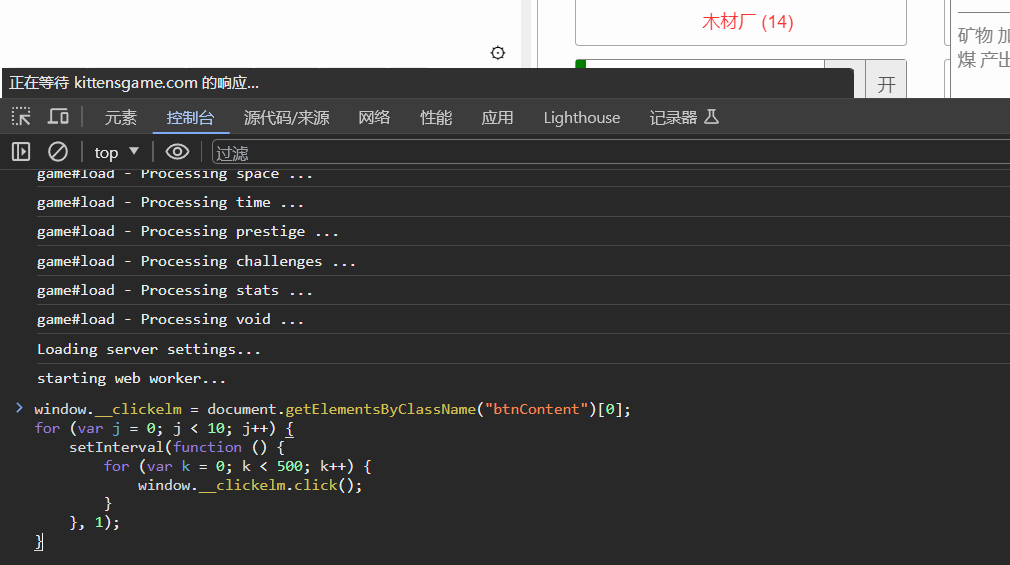 木材厂 (14)
矿物 加
煤 产出
开
正在等待 kittensgame.com 的响应...
元素 控制台 源代码/来源 网络 性能 应用 Lighthouse 记录器
top ▼ 过滤
game#load - Processing space ...
game#load - Processing time ...
game#load - Processing prestige ...
game#load - Processing challenges ...
game#load - Processing stats ...
game#load - Processing void ...
Loading server settings...
starting web worker...
> window.__clickelm = document.getElementsByClassName("btnContent")[0];
for (var j = 0; j < 10; j++) {
    setInterval(function () {
        for (var k = 0; k < 500; k++) {
            window.__clickelm.click();
        }
    }, 1);
}